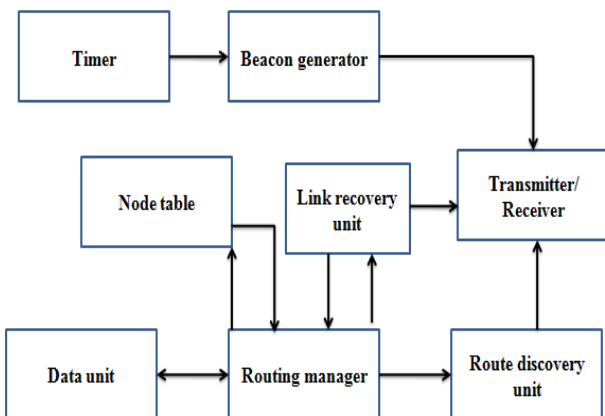 Timer
Beacon generator
Node table
Link recovery
unit
Transmitter/
Receiver
Data unit
Routing manager
Route discovery
unit